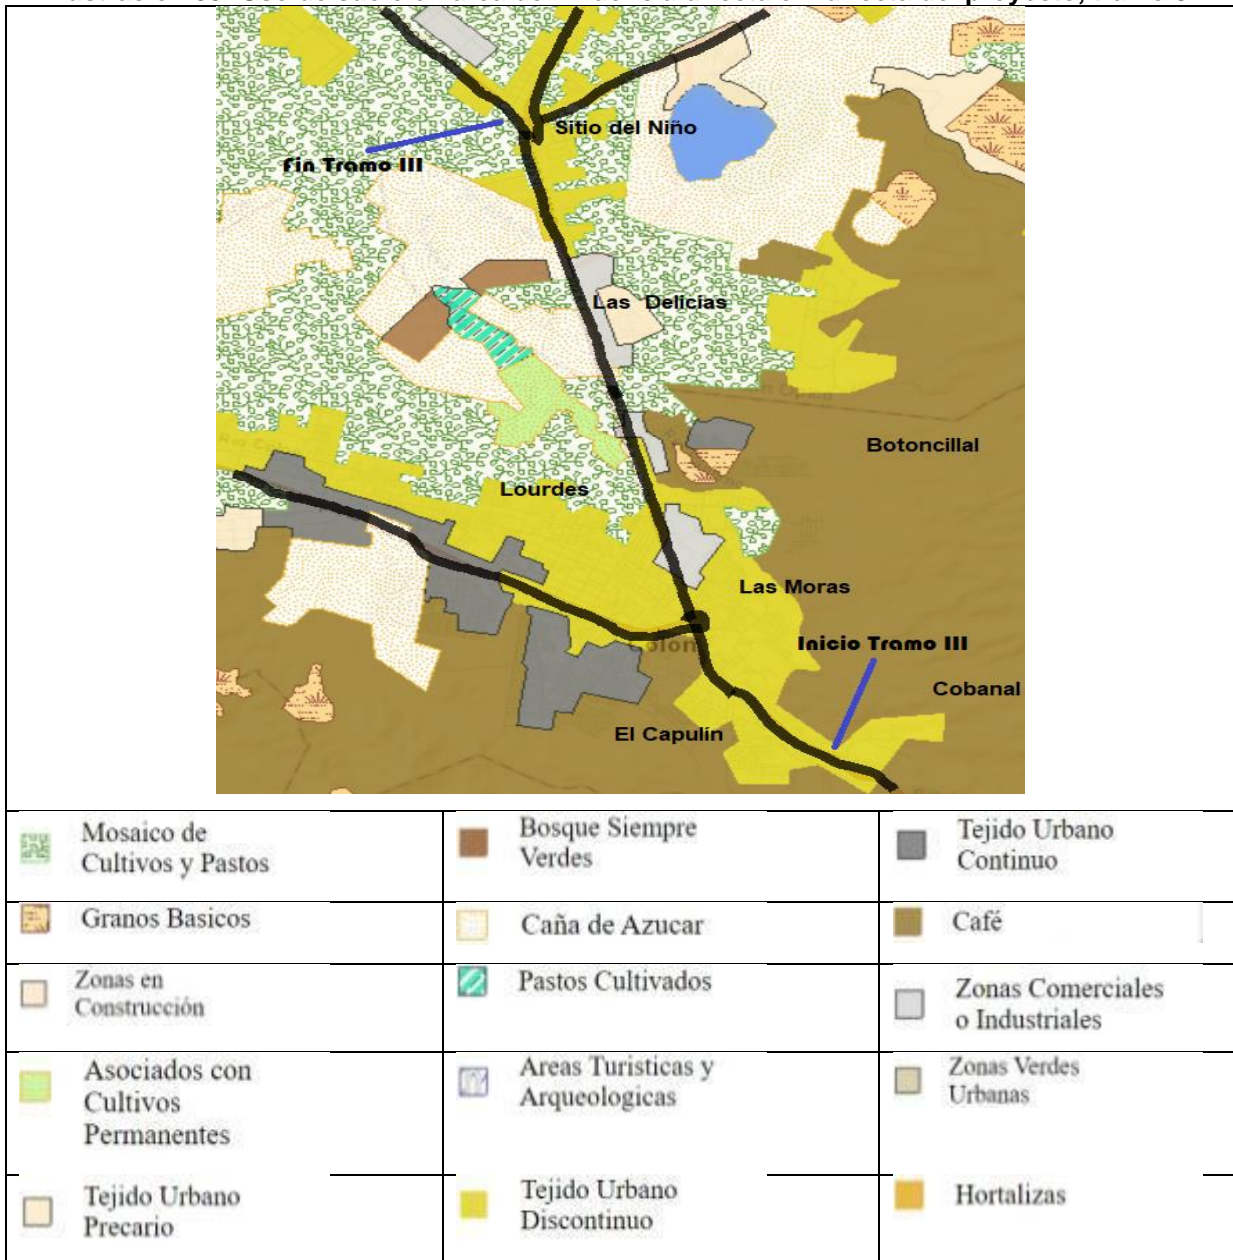 Sitio del Niño
Fin Tramo III
Las Delicias
Botoncillal
Lourdes
Las Moras
Inicio Tramo III
Cobanal
El Capulín
Mosaico de
Cultivos y Pastos
Bosque Siempre
Verdes
Tejido Urbano
Continuo
Granos Basicos
Caña de Azucar
Café
Zonas en
Construcción
Pastos Cultivados
Zonas Comerciales
o Industriales
Asociados con
Cultivos
Permanentes
Areas Turisticas y
Arqueologicas
Zonas Verdes
Urbanas
Tejido Urbano
Precario
Tejido Urbano
Discontinuo
Hortalizas